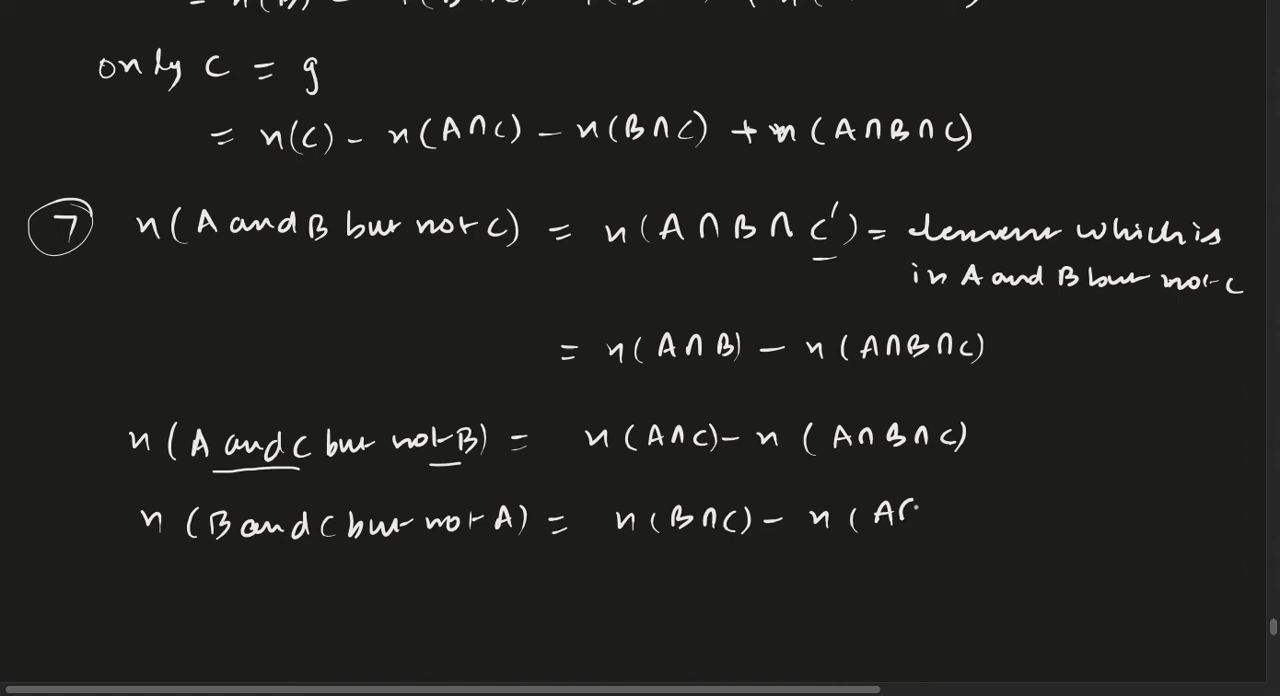 only C = g
= n(C) - n(A∩C) - n(B∩C) + n(A∩B∩C)
7 n(A and B but not C) = n(A ∩ B ∩ C') = element which is
in A and B but not C
= n(A∩B) - n(A∩B∩C)
n(A and C but not B) = n(A∩C) - n(A∩B∩C)
n(B and C but not A) = n(B∩C) - n(A